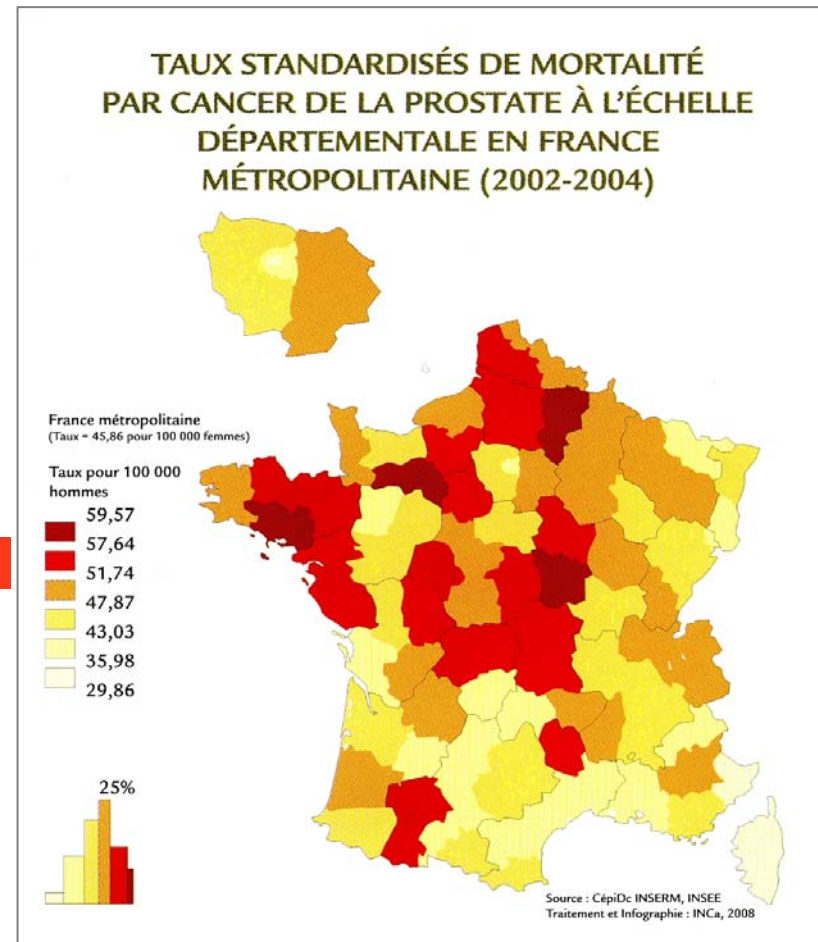 TAUX STANDARDISÉS DE MORTALITÉ
PAR CANCER DE LA PROSTATE À L'ÉCHELLE
DÉPARTEMENTALE EN FRANCE
MÉTROPOLITAINE (2002-2004)
France métropolitaine
(Taux = 45,86 pour 100 000 femmes)
Taux pour 100 000
hommes
59,57
57,64
51,74
47,87
43,03
35,98
29,86
25%
Source : CépiDc INSERM, INSEE
Traitement et Infographie : INCa, 2008